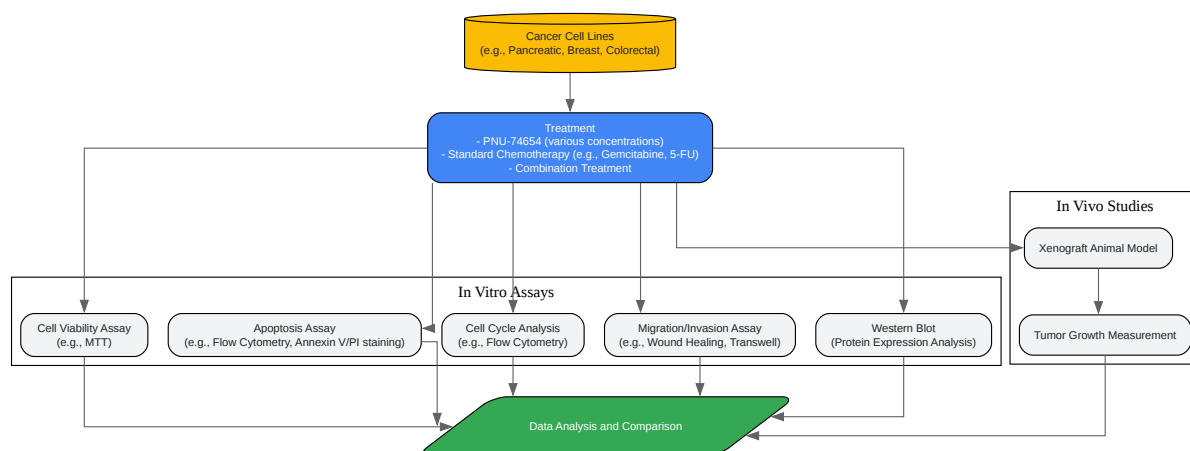 Cancer Cell Lines
(e.g., Pancreatic, Breast, Colorectal)
Treatment
- PNU-74654 (various concentrations)
- Standard Chemotherapy (e.g., Gemcitabine, 5-FU)
- Combination Treatment
In Vivo Studies
Xenograft Animal Model
In Vitro Assays
Cell Viability Assay
(e.g., MTT)
Apoptosis Assay
(e.g., Flow Cytometry, Annexin V/PI staining)
Cell Cycle Analysis
(e.g., Flow Cytometry)
Migration/Invasion Assay
(e.g., Wound Healing, Transwell)
Western Blot
(Protein Expression Analysis)
Tumor Growth Measurement
Data Analysis and Comparison